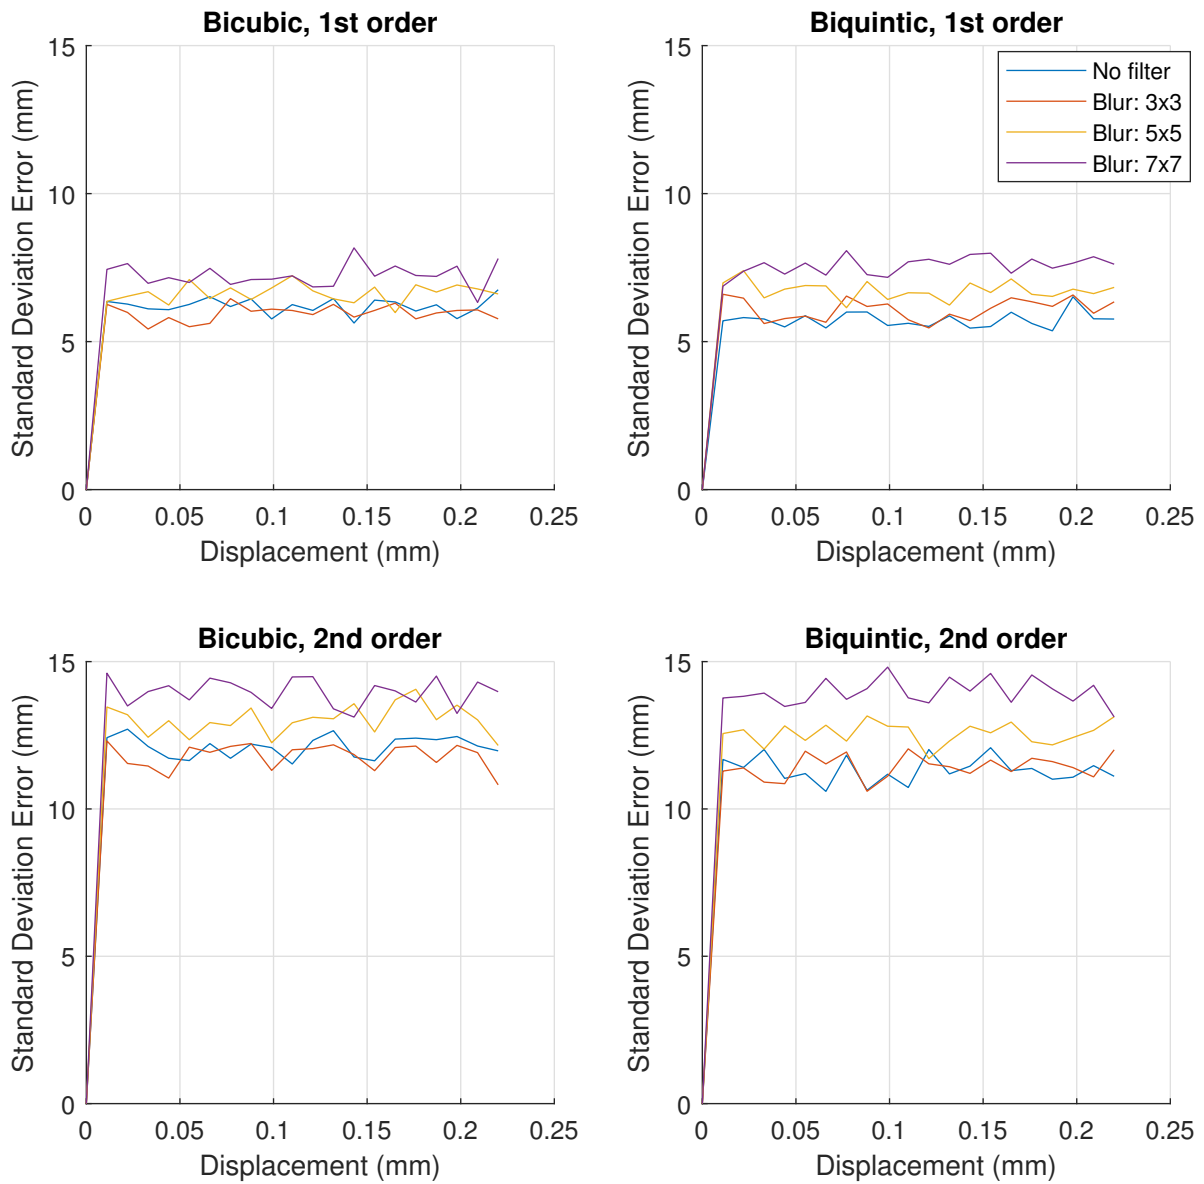 Bicubic, 1st order
Standard Deviation Error (mm)
15
10
5
0
0 0.05 0.1 0.15 0.2 0.25
Displacement (mm)
Biquintic, 1st order
No filter
Blur: 3x3
Blur: 5x5
Blur: 7x7
Standard Deviation Error (mm)
15
10
5
0
0 0.05 0.1 0.15 0.2 0.25
Displacement (mm)
Bicubic, 2nd order
Standard Deviation Error (mm)
15
10
5
0
0 0.05 0.1 0.15 0.2 0.25
Displacement (mm)
Biquintic, 2nd order
Standard Deviation Error (mm)
15
10
5
0
0 0.05 0.1 0.15 0.2 0.25
Displacement (mm)